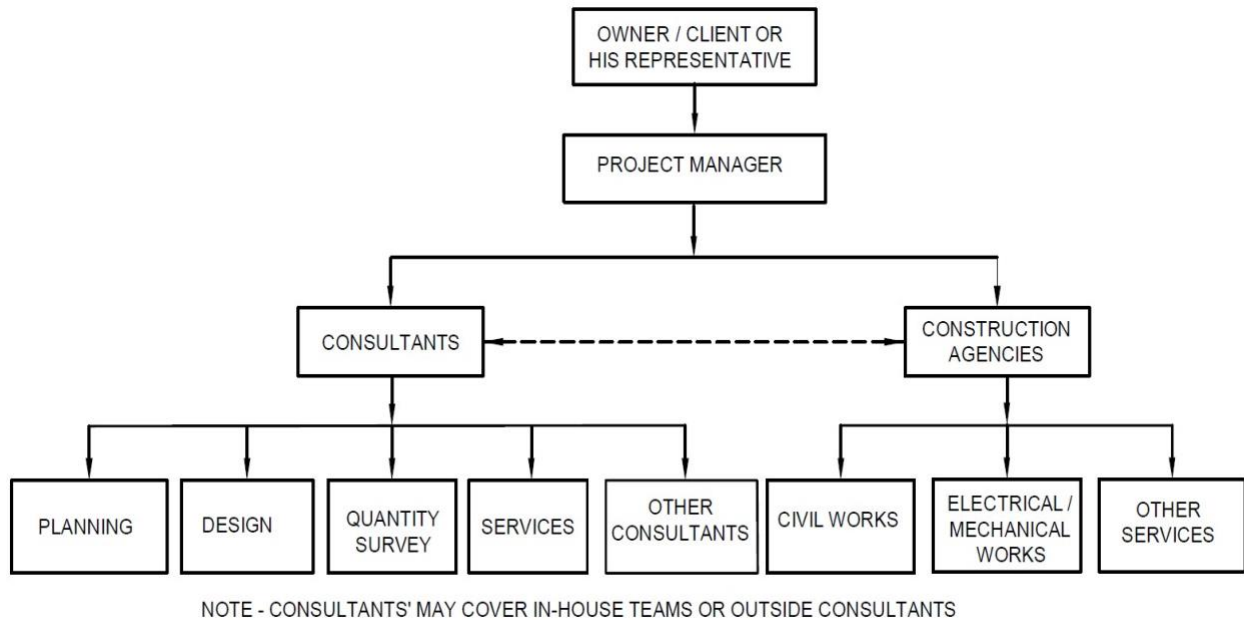 OWNER / CLIENT OR
HIS REPRESENTATIVE
PROJECT MANAGER
CONSULTANTS
CONSTRUCTION
AGENCIES
PLANNING
DESIGN
QUANTITY
SURVEY
SERVICES
OTHER
CONSULTANTS
CIVIL WORKS
ELECTRICAL /
MECHANICAL
WORKS
OTHER
SERVICES
NOTE - CONSULTANTS' MAY COVER IN-HOUSE TEAMS OR OUTSIDE CONSULTANTS